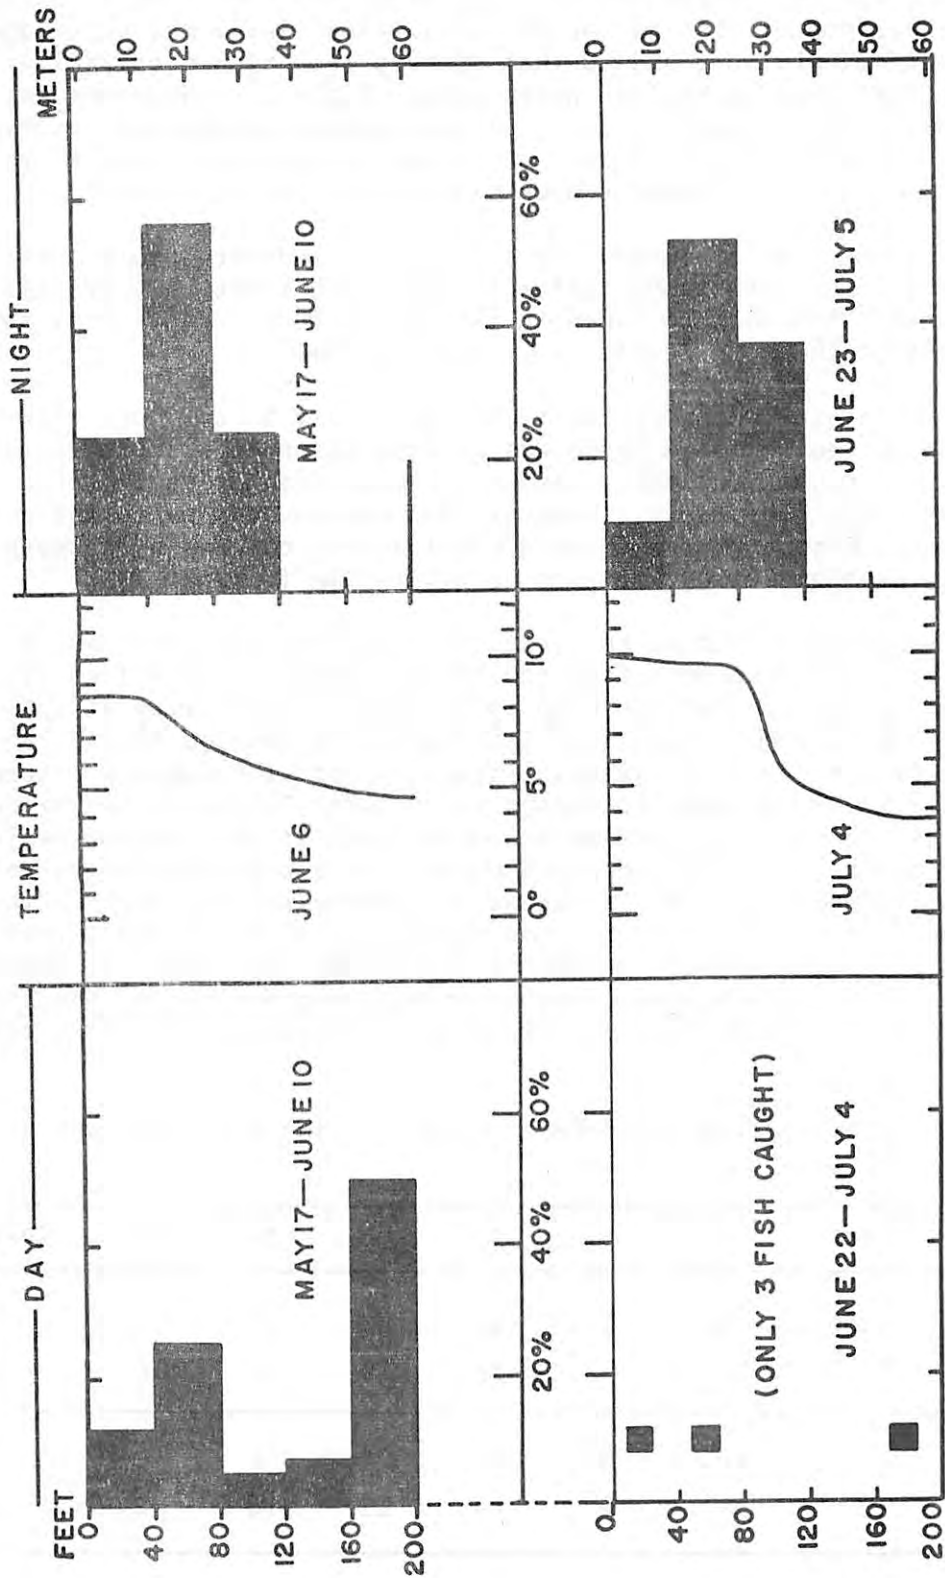 DAY
TEMPERATURE
NIGHT
FEET
METERS
0
40
80
120
160
200
MAY 17—JUNE 10
JUNE 6
MAY 17—JUNE 10
0
10
20
30
40
50
60
20% 40% 60%
0° 5° 10°
20% 40% 60%
0
40
80
120
160
200
(ONLY 3 FISH CAUGHT)
JUNE 22—JULY 4
JULY 4
JUNE 23—JULY 5
0
10
20
30
40
50
60